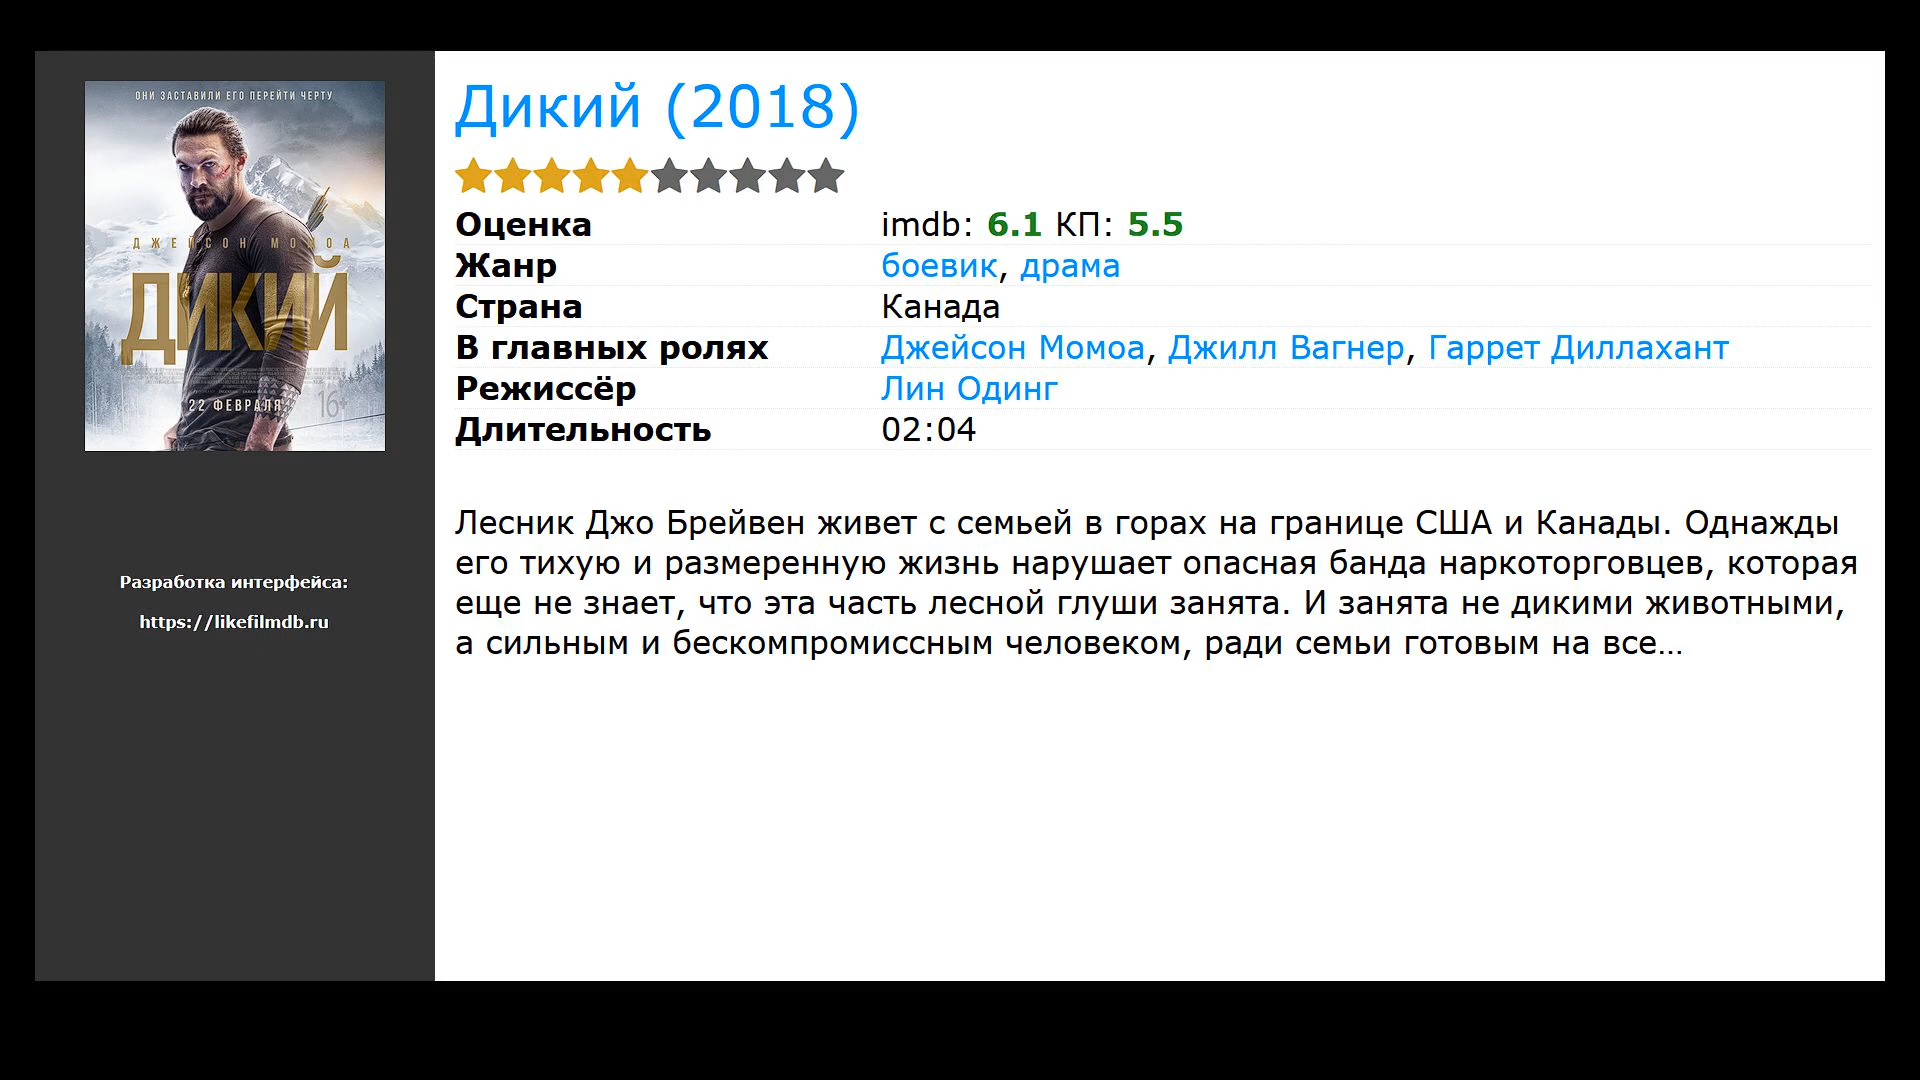 ОНИ ЗАСТАВИЛИ ЕГО ПЕРЕЙТИ ЧЕРТУ
ДЖЕЙСОН МОМОА
ДИКИЙ
22 ФЕВРАЛЯ
16+
Разработка интерфейса:
https://likefilmdb.ru
Дикий (2018)
Оценка imdb: 6.1 КП: 5.5
Жанр боевик, драма
Страна Канада
В главных ролях Джейсон Момоа, Джилл Вагнер, Гаррет Диллахант
Режиссёр Лин Одинг
Длительность 02:04
Лесник Джо Брейвен живет с семьей в горах на границе США и Канады. Однажды
его тихую и размеренную жизнь нарушает опасная банда наркоторговцев, которая
еще не знает, что эта часть лесной глуши занята. И занята не дикими животными,
а сильным и бескомпромиссным человеком, ради семьи готовым на все…